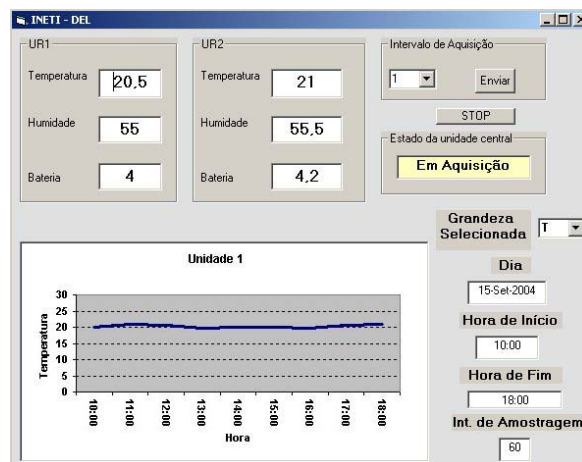 INETI - DEL
UR1
Temperatura 20,5
Humidade 55
Bateria 4
UR2
Temperatura 21
Humidade 55,5
Bateria 4,2
Intervalo de Aquisição
1 Enviar
STOP
Estado da unidade central
Em Aquisição
Grandeza
Selecionada T
Dia
15-Set-2004
Hora de Início
10:00
Hora de Fim
18:00
Int. de Amostragem
60
Unidade 1
Temperatura
30
25
20
15
10
5
0
10:00 11:00 12:00 13:00 14:00 15:00 16:00 17:00 18:00
Hora